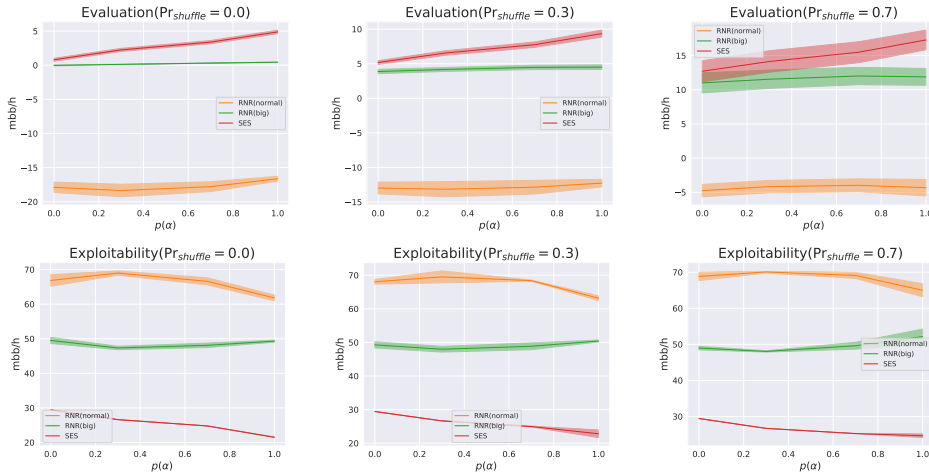 Evaluation(Pr_shuffle = 0.0)
mbb/h
5
0
−5
−10
−15
−20
RNR(normal)
RNR(big)
SES
0.0 0.2 0.4 0.6 0.8 1.0
p(α)
Evaluation(Pr_shuffle = 0.3)
mbb/h
10
5
0
−5
−10
−15
RNR(normal)
RNR(big)
SES
0.0 0.2 0.4 0.6 0.8 1.0
p(α)
Evaluation(Pr_shuffle = 0.7)
mbb/h
15
10
5
0
−5
RNR(normal)
RNR(big)
SES
0.0 0.2 0.4 0.6 0.8 1.0
p(α)
Exploitability(Pr_shuffle = 0.0)
mbb/h
70
60
50
40
30
20
RNR(normal)
RNR(big)
SES
0.0 0.2 0.4 0.6 0.8 1.0
p(α)
Exploitability(Pr_shuffle = 0.3)
mbb/h
70
60
50
40
30
20
RNR(normal)
RNR(big)
SES
0.0 0.2 0.4 0.6 0.8 1.0
p(α)
Exploitability(Pr_shuffle = 0.7)
mbb/h
70
60
50
40
30
RNR(normal)
RNR(big)
SES
0.0 0.2 0.4 0.6 0.8 1.0
p(α)